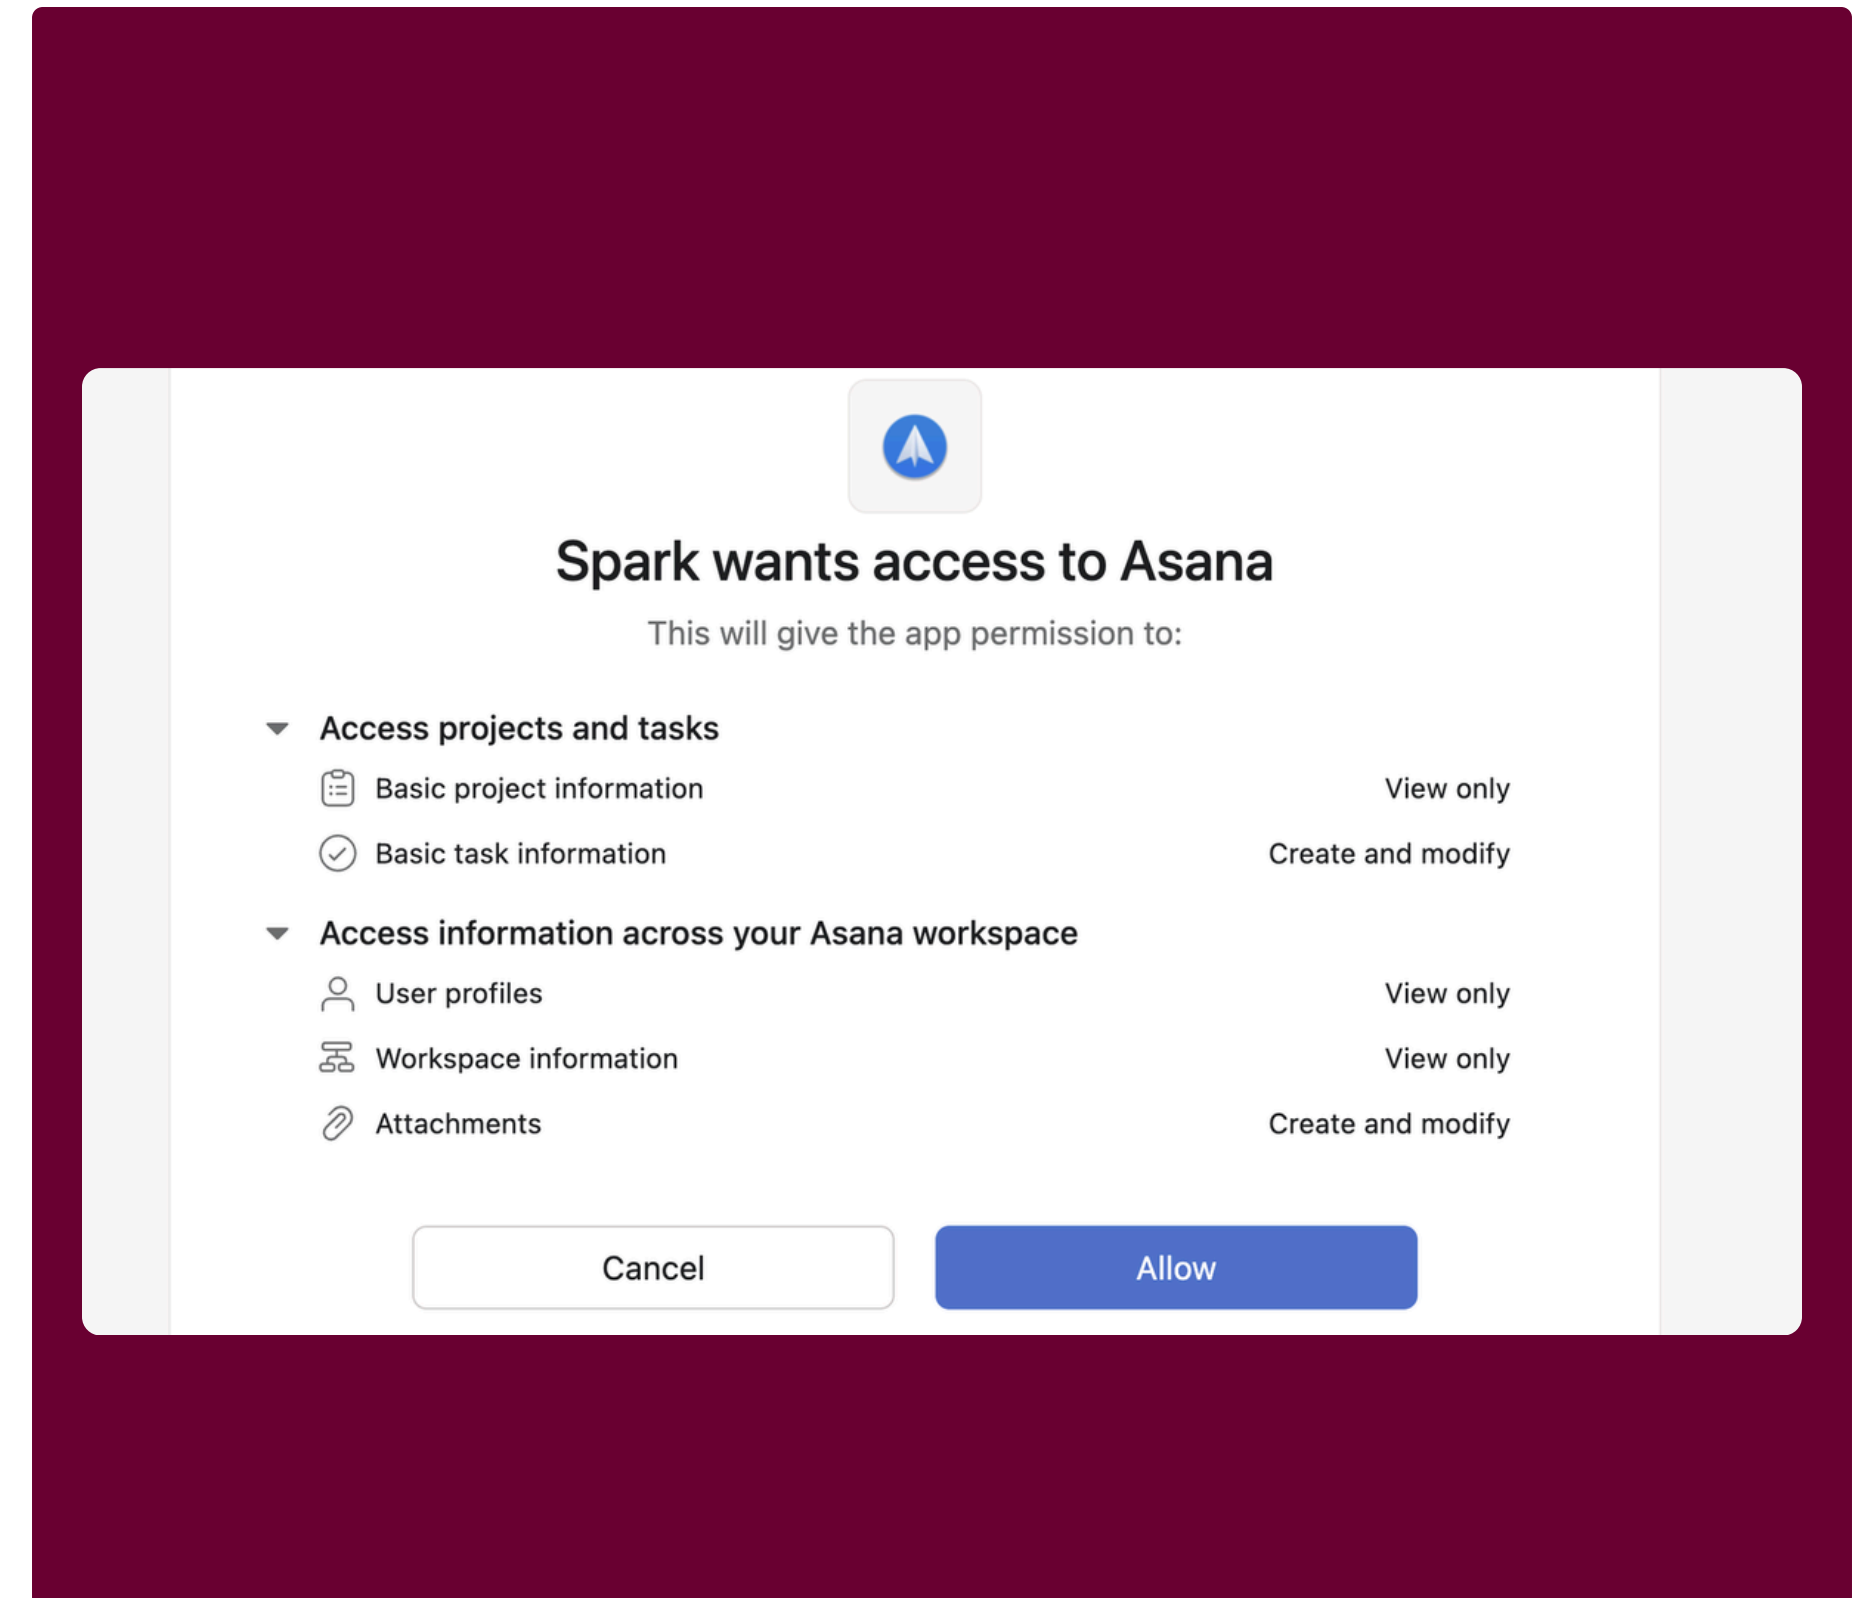 Spark wants access to Asana
This will give the app permission to:
Access projects and tasks
Basic project information View only
Basic task information Create and modify
Access information across your Asana workspace
User profiles View only
Workspace information View only
Attachments Create and modify
Cancel Allow